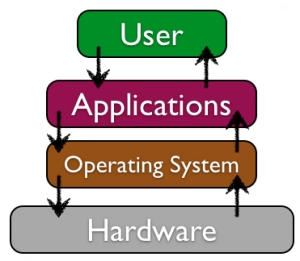 User
Applications
Operating System
Hardware